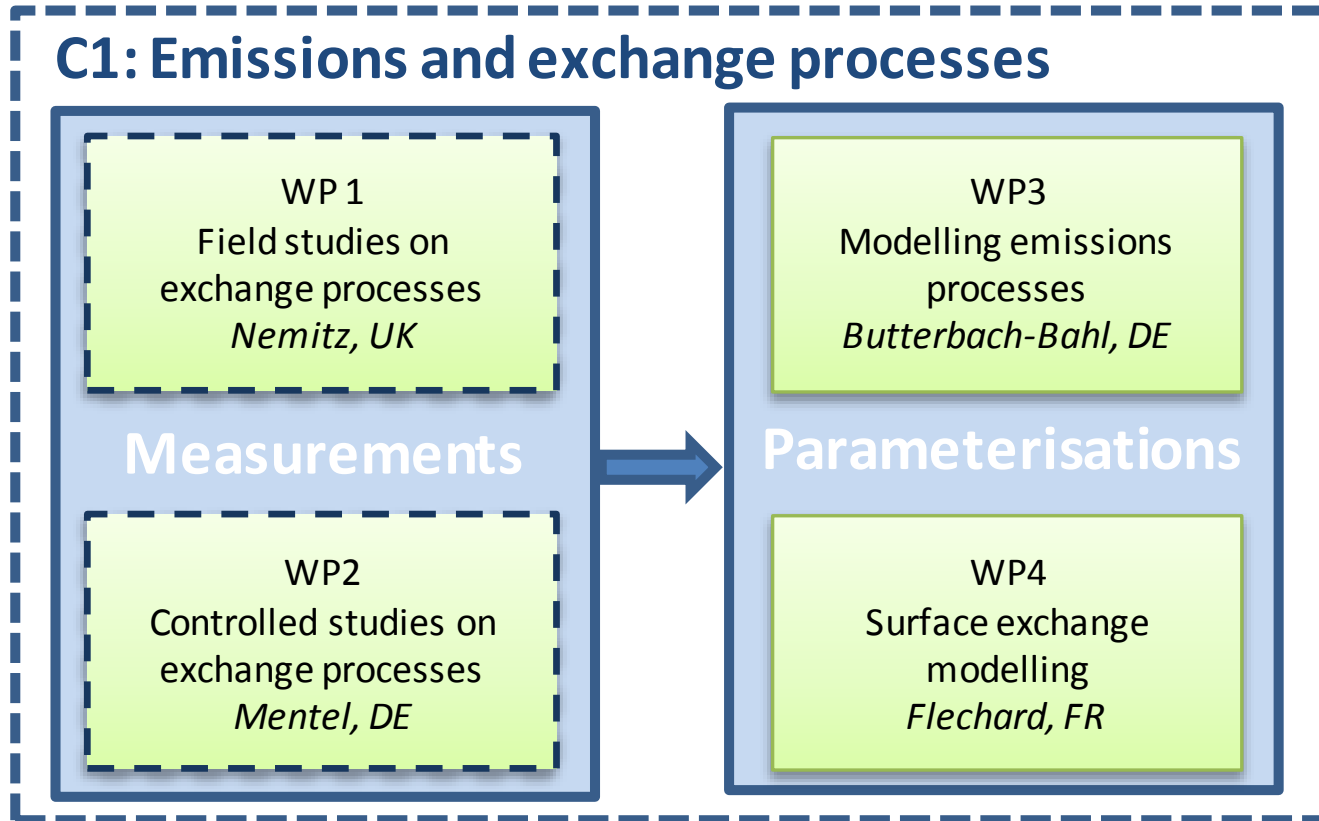 C1: Emissions and exchange processes
WP 1
Field studies on
exchange processes
Nemitz, UK
Measurements
WP2
Controlled studies on
exchange processes
Mentel, DE
WP3
Modelling emissions
processes
Butterbach-Bahl, DE
Parameterisations
WP4
Surface exchange
modelling
Flechard, FR